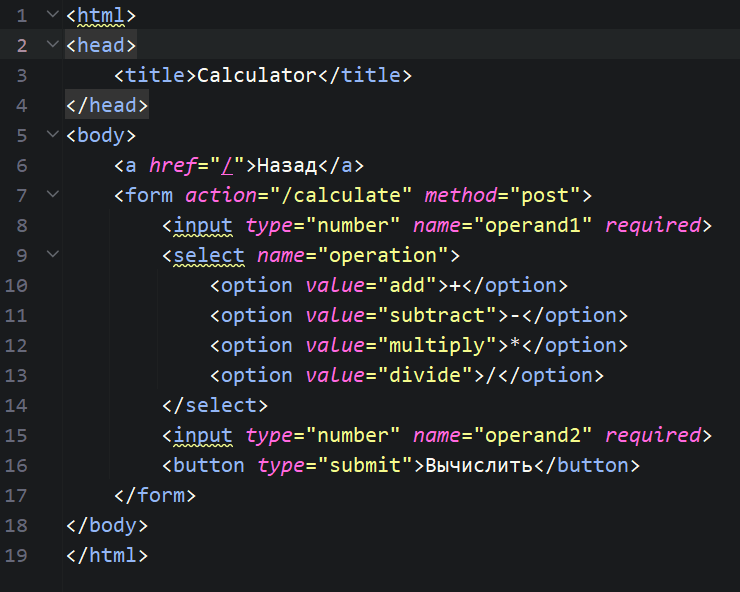 1 <html>
2 <head>
3 <title>Calculator</title>
4 </head>
5 <body>
6 <a href="/">Назад</a>
7 <form action="/calculate" method="post">
8 <input type="number" name="operand1" required>
9 <select name="operation">
10 <option value="add">+</option>
11 <option value="subtract">-</option>
12 <option value="multiply">*</option>
13 <option value="divide">/</option>
14 </select>
15 <input type="number" name="operand2" required>
16 <button type="submit">Вычислить</button>
17 </form>
18 </body>
19 </html>